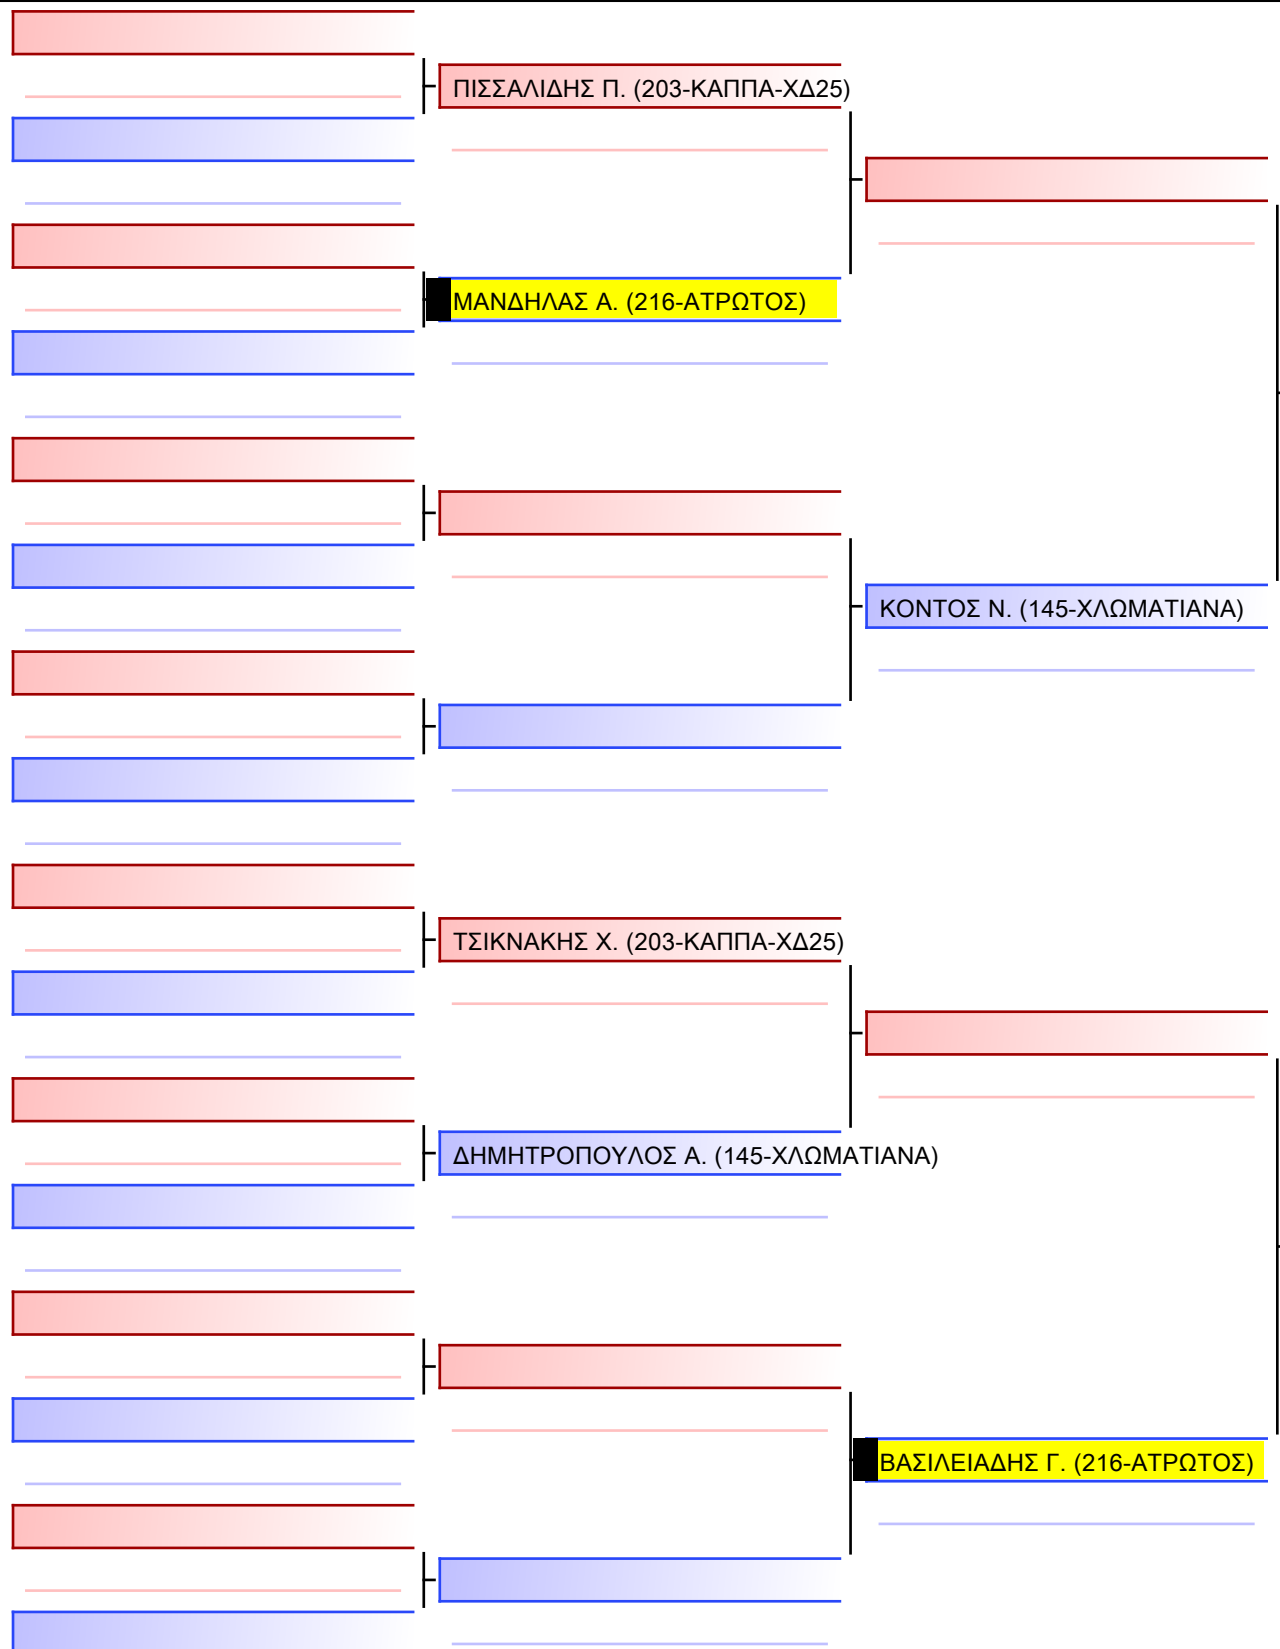 ΠΙΣΣΑΛΙΔΗΣ Π. (203-ΚΑΠΠΑ-ΧΔ25)
ΜΑΝΔΗΛΑΣ Α. (216-ΑΤΡΩΤΟΣ)
ΚΟΝΤΟΣ Ν. (145-ΧΛΩΜΑΤΙΑΝΑ)
ΤΣΙΚΝΑΚΗΣ Χ. (203-ΚΑΠΠΑ-ΧΔ25)
ΔΗΜΗΤΡΟΠΟΥΛΟΣ Α. (145-ΧΛΩΜΑΤΙΑΝΑ)
ΒΑΣΙΛΕΙΑΔΗΣ Γ. (216-ΑΤΡΩΤΟΣ)